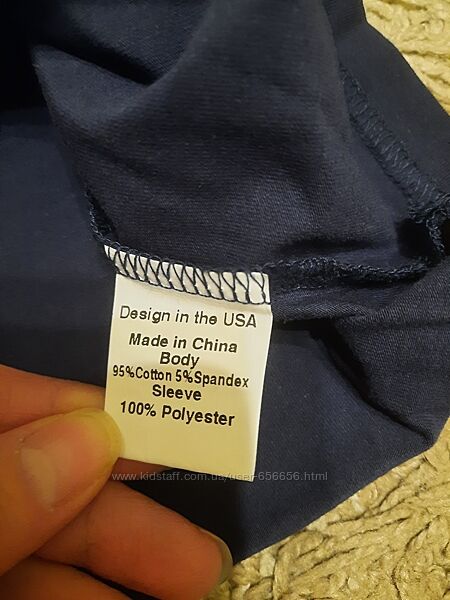 Design in the USA
Made in China
Body
95%Cotton 5%Spandex
Sleeve
100% Polyester
www.kidstaff.com.ua/user-656656.html